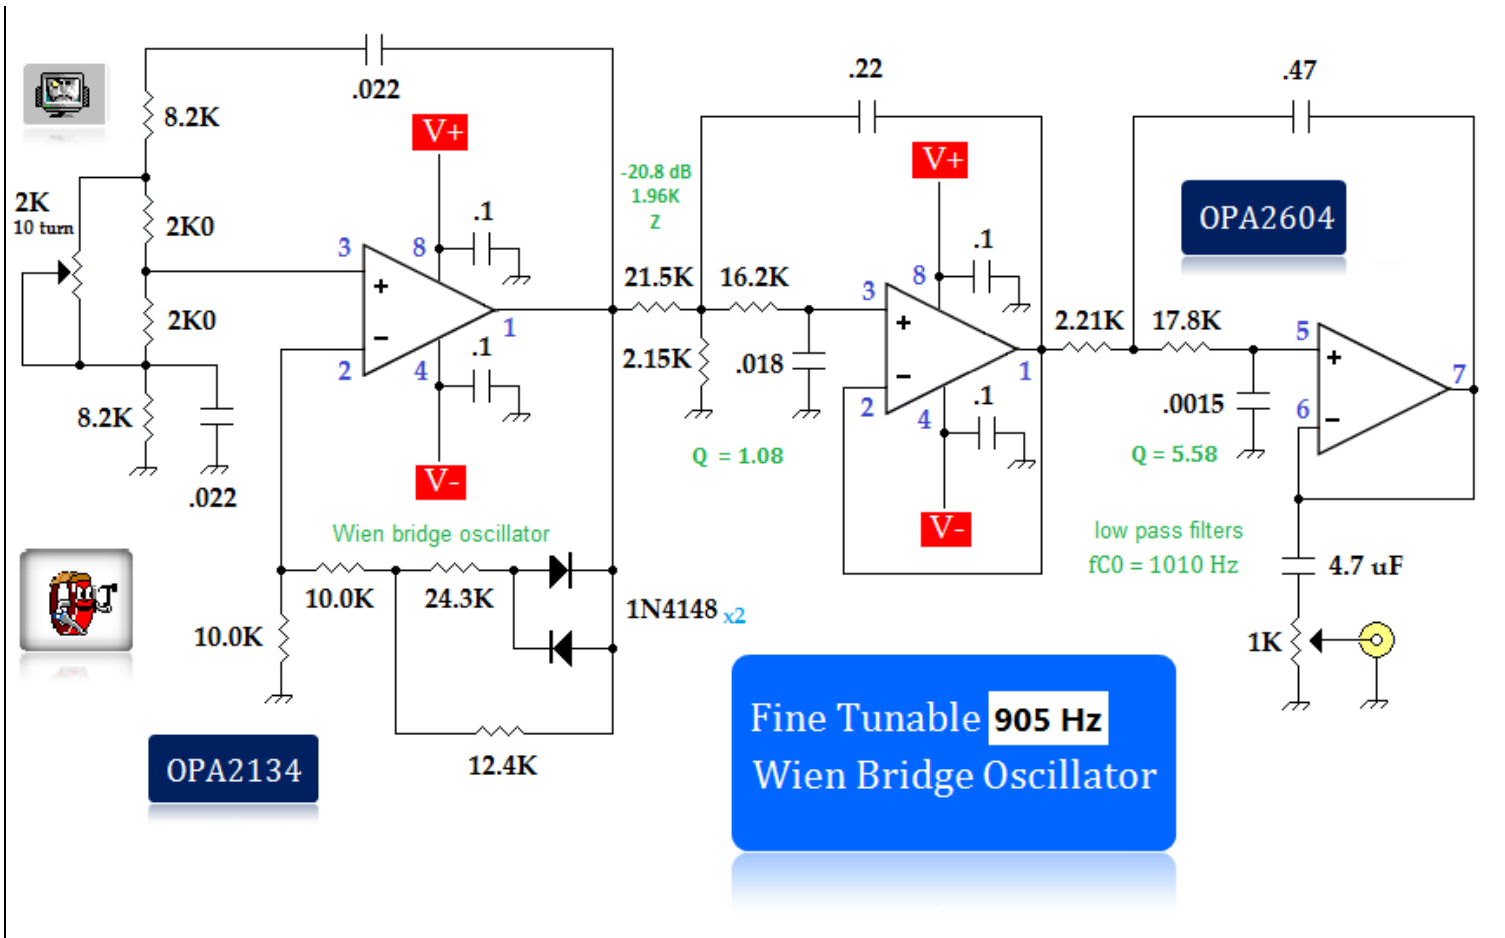 .022
8.2K
V+
2K
10 turn
2K0
2K0
8.2K
.022
3
8
.1
+
−
1
2
4
.1
V-
Wien bridge oscillator
10.0K
24.3K
1N4148 x2
10.0K
12.4K
OPA2134
-20.8 dB
1.96K
Z
21.5K
16.2K
2.15K
.018
Q = 1.08
.22
V+
.1
8
3
+
−
1
2
4
.1
V-
2.21K
17.8K
.47
OPA2604
5
+
7
.0015
6
−
Q = 5.58
low pass filters
fC0 = 1010 Hz
4.7 uF
1K
Fine Tunable 905 Hz
Wien Bridge Oscillator